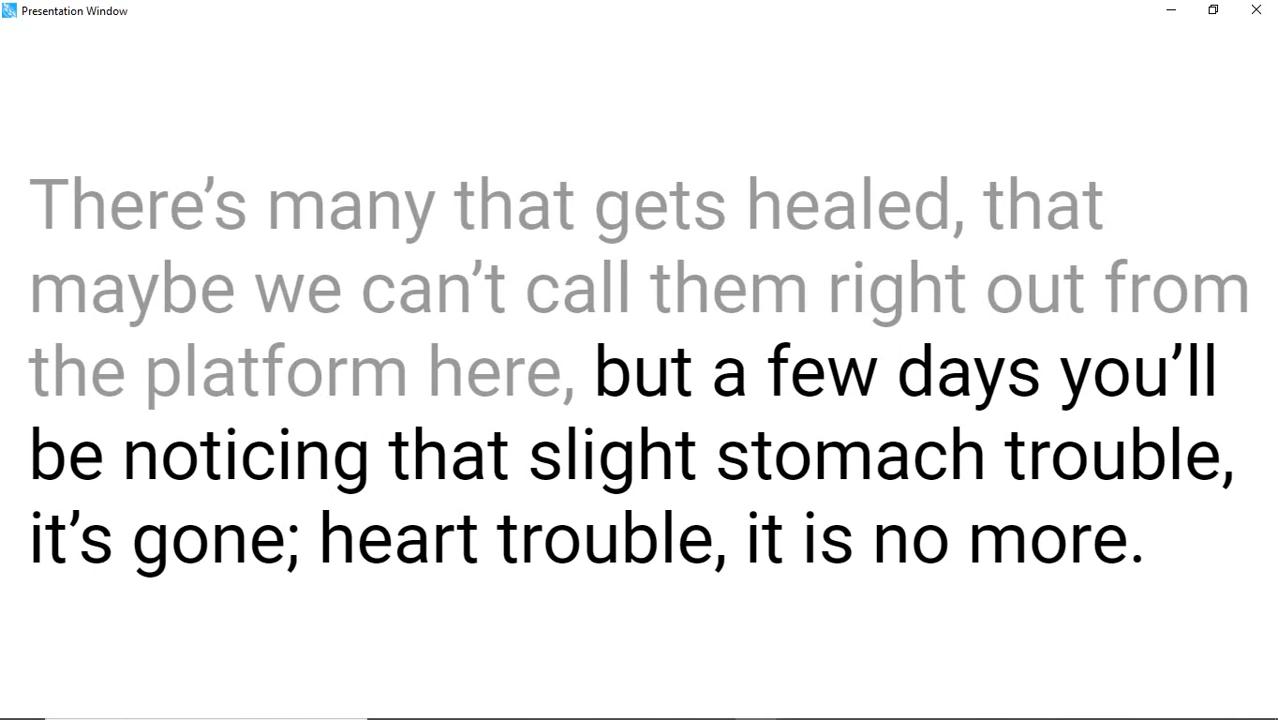 Presentation Window
There’s many that gets healed, that
maybe we can’t call them right out from
the platform here, but a few days you’ll
be noticing that slight stomach trouble,
it’s gone; heart trouble, it is no more.